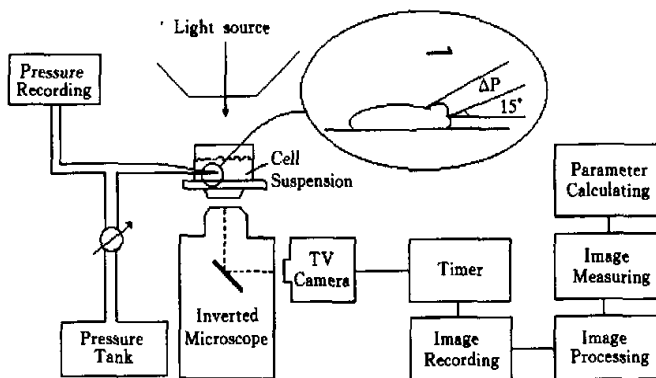 Light source
Pressure
Recording
ΔP
15°
Cell
Suspension
Parameter
Calculating
TV
Camera
Timer
Image
Measuring
Inverted
Microscope
Pressure
Tank
Image
Recording
Image
Processing